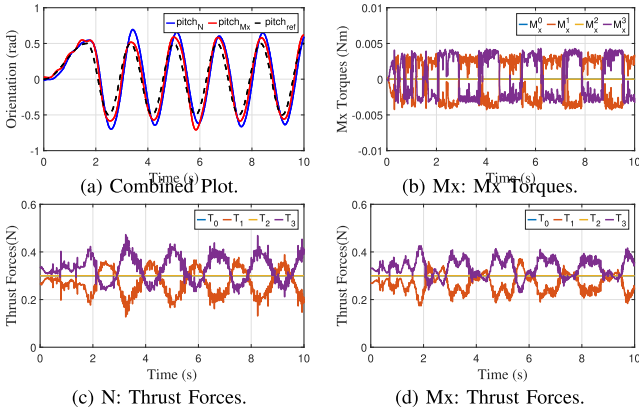 1
0.5
0
-0.5
-1
Orientation (rad)
pitch_N pitch_Mx pitch_ref
0 2 4 6 8 10
Time (s)
(a) Combined Plot.
0.01
0.005
0
-0.005
-0.01
Mx Torques (Nm)
M_x^0 M_x^1 M_x^2 M_x^3
0 2 4 6 8 10
Time (s)
(b) Mx: Mx Torques.
0.6
0.4
0.2
0
Thrust Forces(N)
T_0 T_1 T_2 T_3
0 2 4 6 8 10
Time (s)
(c) N: Thrust Forces.
0.6
0.4
0.2
0
Thrust Forces(N)
T_0 T_1 T_2 T_3
0 2 4 6 8 10
Time (s)
(d) Mx: Thrust Forces.